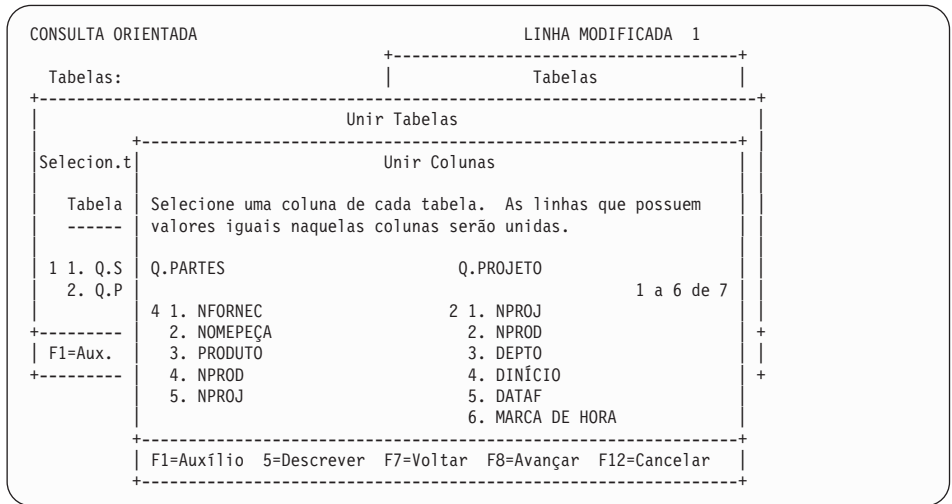 CONSULTA ORIENTADA LINHA MODIFICADA 1
+-------------------------------------+
Tabelas: | Tabelas |
+-----------------------------------------------------------------------------+
| Unir Tabelas |
| +----------------------------------------------------------------+ |
|Selecion.t| Unir Colunas | |
| | | |
| Tabela | Selecione uma coluna de cada tabela. As linhas que possuem | |
| ------ | valores iguais naquelas colunas serão unidas. | |
| | | |
| 1 1. Q.S | Q.PARTES Q.PROJETO | |
| 2. Q.P | 1 a 6 de 7 | |
| | 4 1. NFORNEC 2 1. NPROJ | |
+--------- | 2. NOMEPEÇA 2. NPROD | +
| F1=Aux. | 3. PRODUTO 3. DEPTO | |
+--------- | 4. NPROD 4. DINÍCIO | +
| 5. NPROJ 5. DATAF |
| 6. MARCA DE HORA |
+----------------------------------------------------------------+
| F1=Auxílio 5=Descrever F7=Voltar F8=Avançar F12=Cancelar |
+----------------------------------------------------------------+